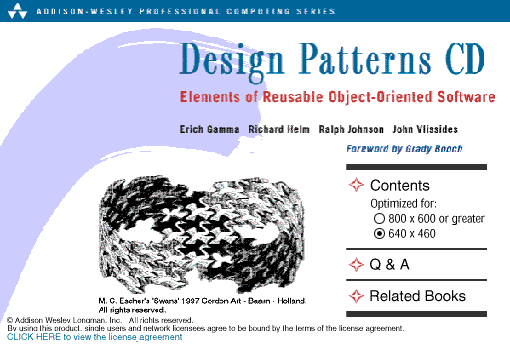 ADDISON-WESLEY PROFESSIONAL COMPUTING SERIES
Design Patterns CD
Elements of Reusable Object-Oriented Software
Erich Gamma Richard Helm Ralph Johnson John Vlissides
Foreword by Grady Booch
Contents
Optimized for:
800 x 600 or greater
640 x 460
Q & A
Related Books
M. C. Escher's 'Swans' 1997 Cordon Art - Baarn - Holland.
All rights reserved.
© Addison Wesley Longman, Inc. All rights reserved.
By using this product, single users and network licensees agree to be bound by the terms of the license agreement.
CLICK HERE to view the license agreement